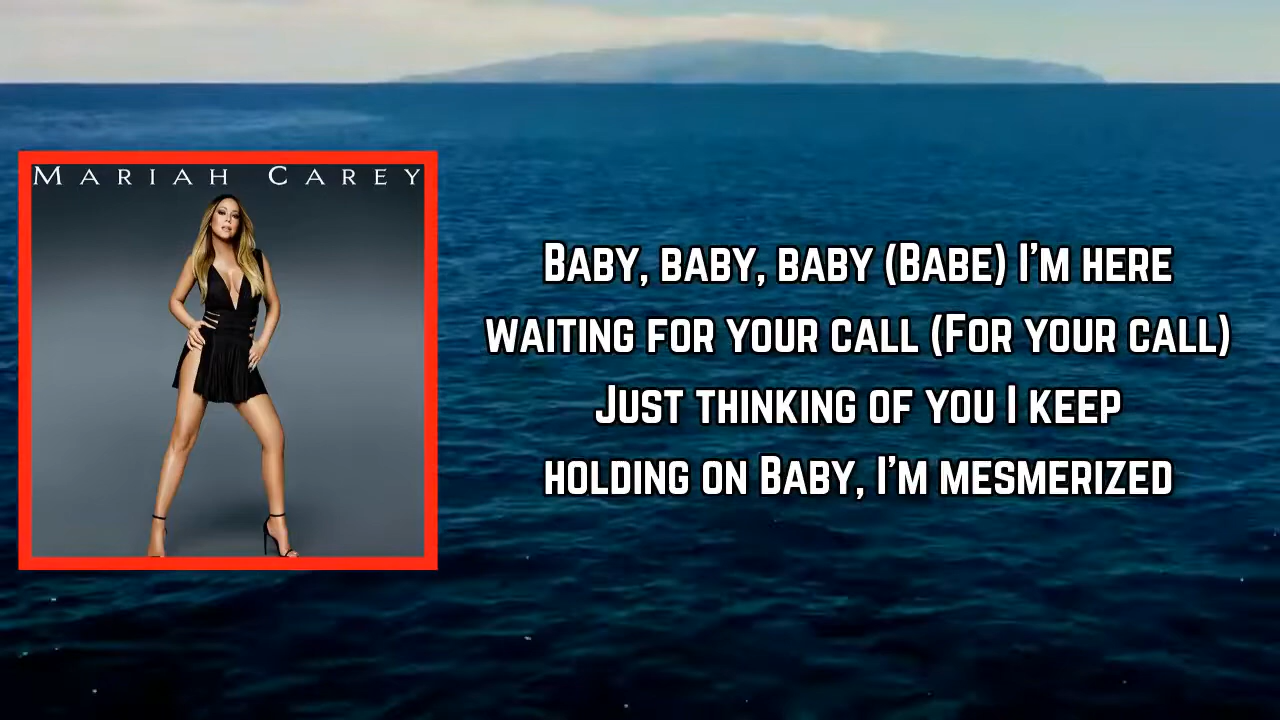 MARIAH CAREY
BABY, BABY, BABY (BABE) I'M HERE
WAITING FOR YOUR CALL (FOR YOUR CALL)
JUST THINKING OF YOU I KEEP
HOLDING ON BABY, I'M MESMERIZED